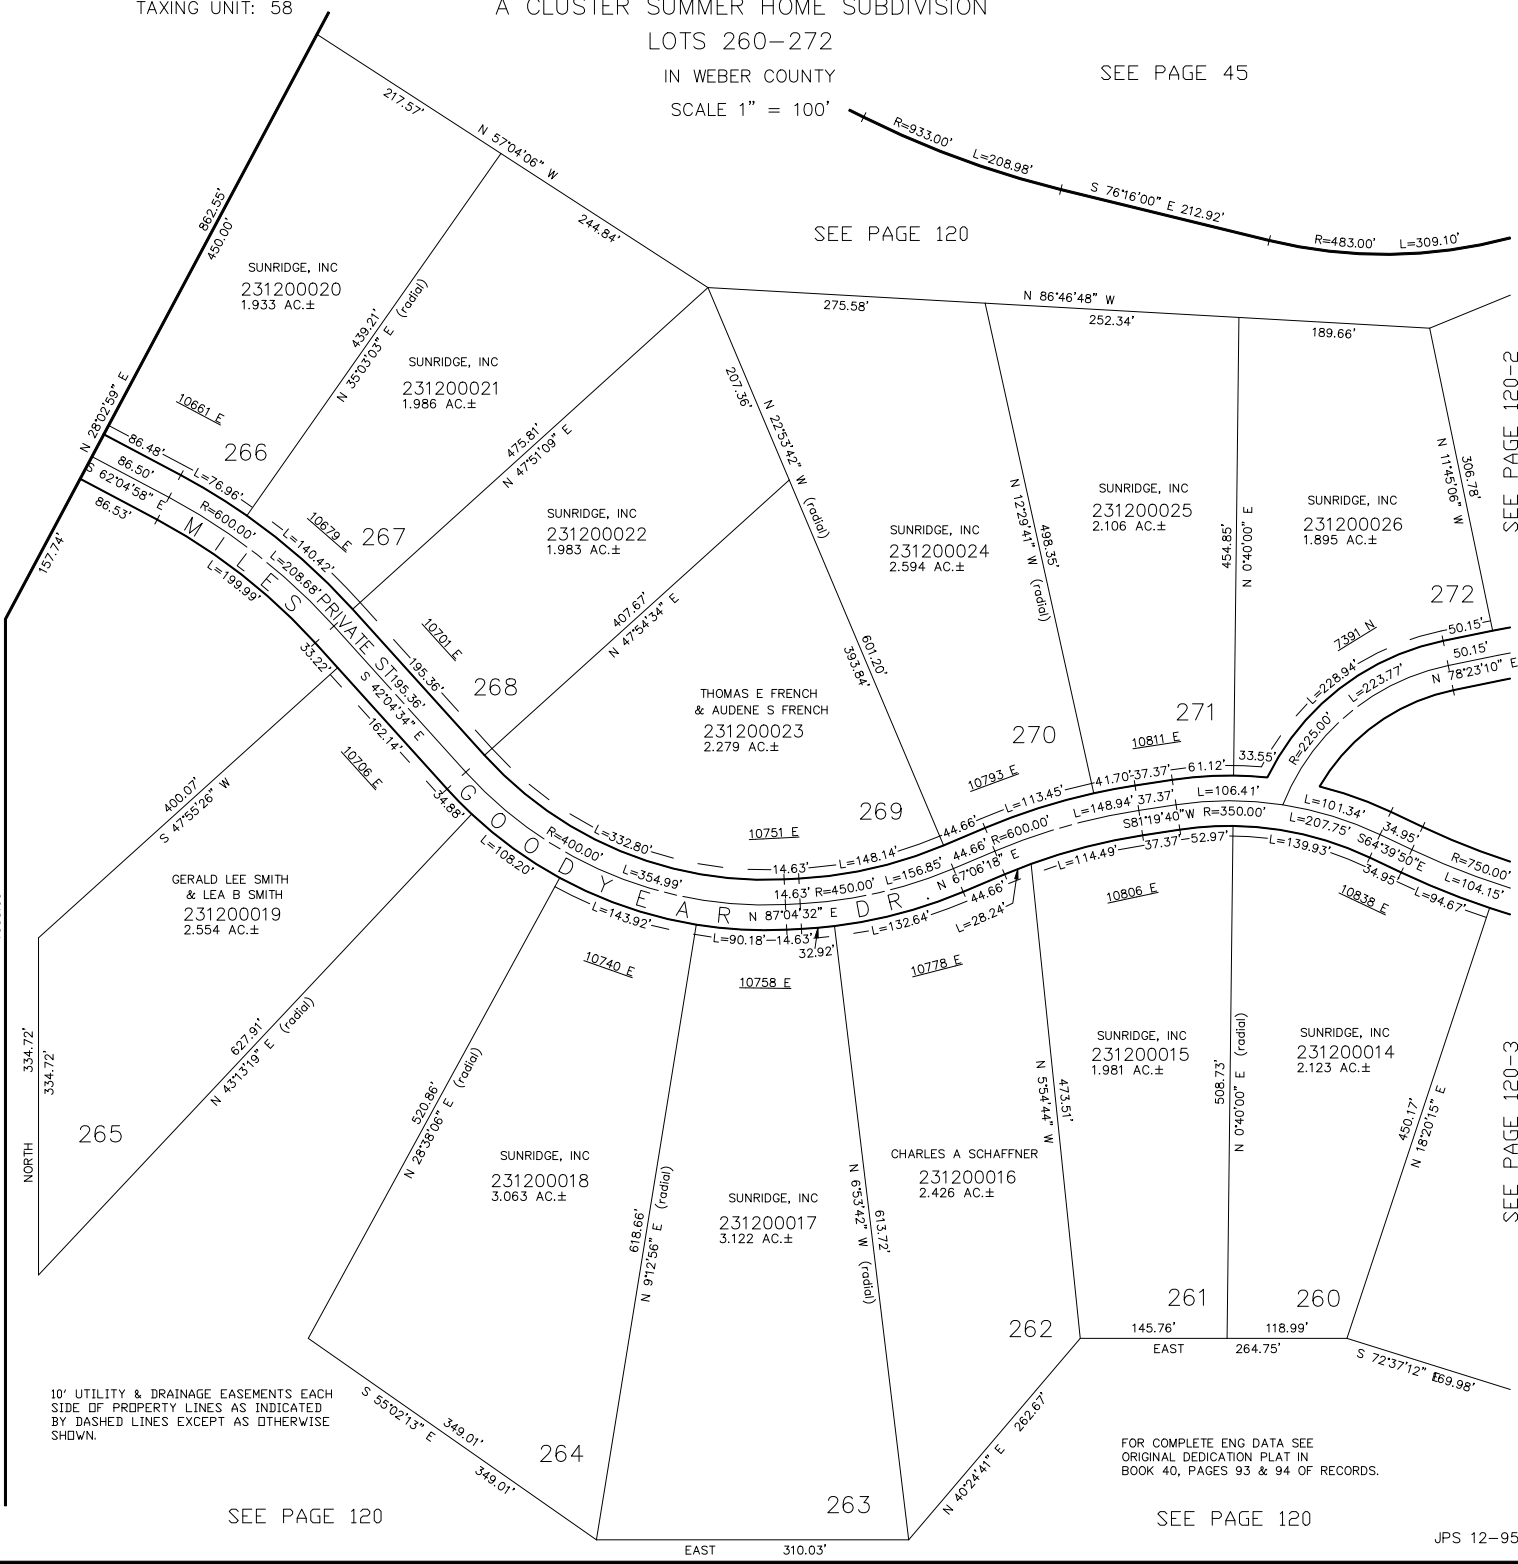 TAXING UNIT: 58
A CLUSTER SUMMER HOME SUBDIVISION
LOTS 260-272
IN WEBER COUNTY
SCALE 1" = 100'
SEE PAGE 45
SEE PAGE 120
R=933.00'
L=208.98'
S 76°16'00" E 212.92'
R=483.00'
L=309.10'
217.57'
N 57°04'06" W
244.84'
862.55'
450.00'
N 28°02'59" E
157.74'
SUNRIDGE, INC
231200020
1.933 AC.±
10661 E
266
439.21'
N 35°03'03" E (radial)
SUNRIDGE, INC
231200021
1.986 AC.±
10679 E
267
475.81'
N 47°51'09" E
SUNRIDGE, INC
231200022
1.983 AC.±
10701 E
268
407.67'
N 47°54'34" E
207.36'
N 22°53'42" W (radial)
601.20'
393.84'
THOMAS E FRENCH
& AUDENE S FRENCH
231200023
2.279 AC.±
10751 E
269
275.58'
N 86°46'48" W
252.34'
189.66'
SUNRIDGE, INC
231200024
2.594 AC.±
10793 E
270
498.35'
N 12°29'41" W (radial)
SUNRIDGE, INC
231200025
2.106 AC.±
10811 E
271
454.85'
N 0°40'00" E
SUNRIDGE, INC
231200026
1.895 AC.±
7391 N
272
306.78'
N 11°45'06" W
SEE PAGE 120-2
86.48'
L=76.96'
L=140.42'
195.36'
L=332.80'
14.63'
L=148.14'
44.66'
L=113.45'
41.70'
37.37'
61.12'
33.55'
L=228.94'
50.15'
86.50'
S 62°04'58" E
R=600.00'
L=208.68'
PRIVATE ST.
195.36'
S 42°04'34" E
R=400.00'
L=354.99'
14.63'
N 87°04'32" E
R=450.00'
L=156.85'
44.66'
N 67°06'18" E
R=600.00'
L=148.94'
37.37'
S81°19'40"W
L=106.41'
R=350.00'
L=207.75'
R=225.00'
L=223.77'
50.15'
N 78°23'10" E
L=101.34'
34.95'
S64°39'50"E
R=750.00'
L=104.15'
MILES GOODYEAR DR.
86.53'
L=199.99'
33.22'
162.14'
34.88'
L=108.20'
L=143.92'
L=90.18'
14.63'
32.92'
L=132.64'
44.66'
L=28.24'
L=114.49'
37.37'
52.97'
L=139.93'
34.95'
L=94.67'
400.07'
S 47°55'26" W
10706 E
GERALD LEE SMITH
& LEA B SMITH
231200019
2.554 AC.±
334.72'
334.72'
NORTH
265
627.91'
N 43°13'19" E (radial)
10740 E
520.86'
N 28°38'06" E (radial)
SUNRIDGE, INC
231200018
3.063 AC.±
264
S 55°02'13" E
349.01'
349.01'
618.66'
N 9°12'56" E (radial)
10758 E
SUNRIDGE, INC
231200017
3.122 AC.±
263
EAST
310.03'
613.72'
N 6°53'42" W (radial)
10778 E
CHARLES A SCHAFFNER
231200016
2.426 AC.±
262
N 40°24'41" E
262.67'
473.51'
N 5°54'44" W
10806 E
SUNRIDGE, INC
231200015
1.981 AC.±
261
145.76'
508.73'
N 0°40'00" E (radial)
10838 E
SUNRIDGE, INC
231200014
2.123 AC.±
260
118.99'
EAST
264.75'
450.17'
N 18°20'15" E
S 72°37'12" E
169.98'
SEE PAGE 120-3
10' UTILITY & DRAINAGE EASEMENTS EACH
SIDE OF PROPERTY LINES AS INDICATED
BY DASHED LINES EXCEPT AS OTHERWISE
SHOWN.
FOR COMPLETE ENG DATA SEE
ORIGINAL DEDICATION PLAT IN
BOOK 40, PAGES 93 & 94 OF RECORDS.
SEE PAGE 120
SEE PAGE 120
JPS 12-95